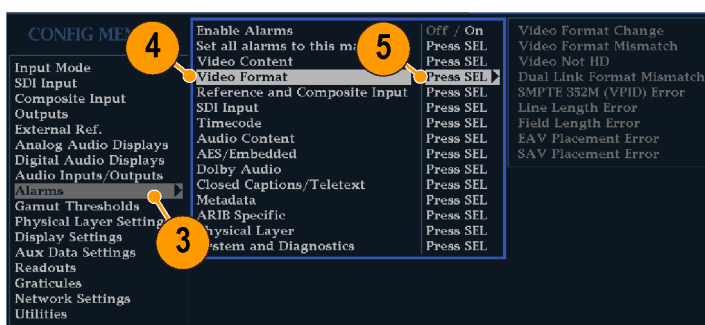 CONFIG ME
Input Mode
SDI Input
Composite Input
Outputs
External Ref.
Analog Audio Displays
Digital Audio Displays
Audio Inputs/Outputs
Alarms
Gamut Thresholds
Physical Layer Setting
Display Settings
Aux Data Settings
Readouts
Graticules
Network Settings
Utilities
3
4
5
Enable Alarms Off / On
Set all alarms to this ma Press SEL
Video Content Press SEL
Video Format Press SEL
Reference and Composite Input Press SEL
SDI Input Press SEL
Timecode Press SEL
Audio Content Press SEL
AES/Embedded Press SEL
Dolby Audio Press SEL
Closed Captions/Teletext Press SEL
Metadata Press SEL
ARIB Specific Press SEL
hysical Layer Press SEL
stem and Diagnostics Press SEL
Video Format Change
Video Format Mismatch
Video Not HD
Dual Link Format Mismatch
SMPTE 352M (VPID) Error
Line Length Error
Field Length Error
EAV Placement Error
SAV Placement Error